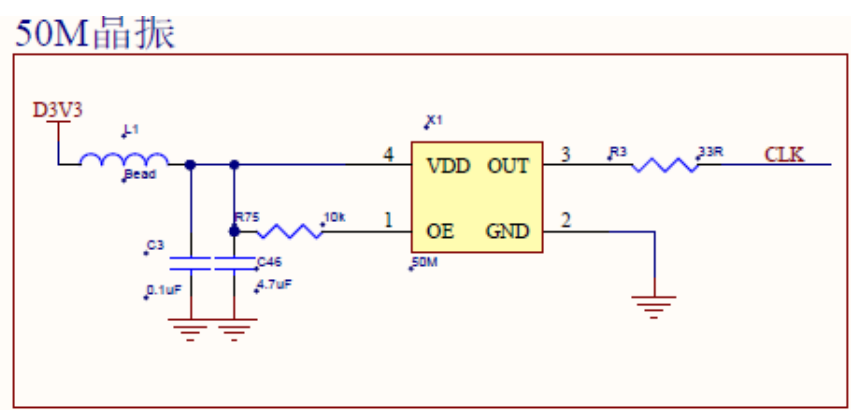 50M晶振
D3V3
L1
Bead
X1
4
VDD
OUT
3
R3
33R
CLK
R75
10k
1
OE
GND
2
C3
0.1uF
C46
4.7uF
50M